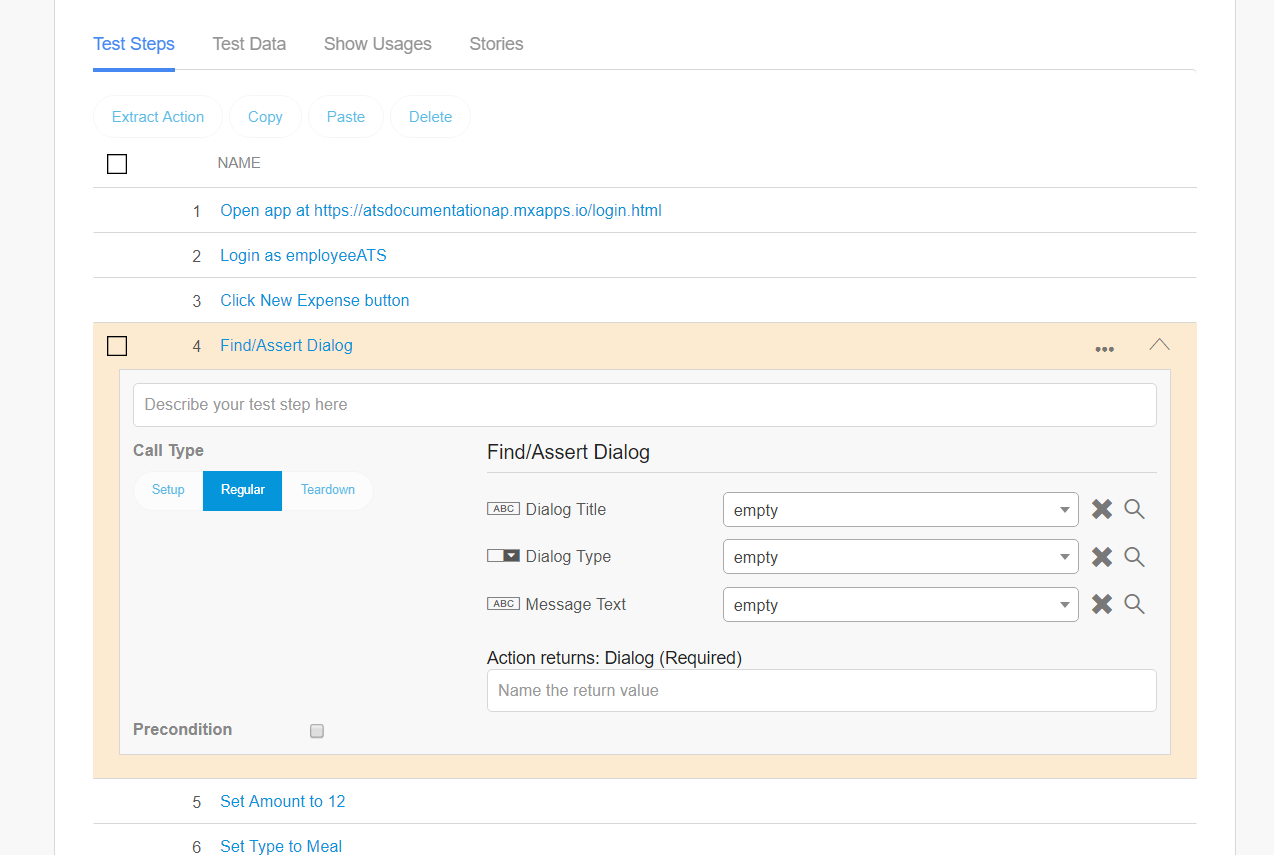 Test Steps Test Data Show Usages Stories
Extract Action Copy Paste Delete
NAME
1 Open app at https://atsdocumentationap.mxapps.io/login.html
2 Login as employeeATS
3 Click New Expense button
4 Find/Assert Dialog
Describe your test step here
Call Type
Setup Regular Teardown
Find/Assert Dialog
ABC Dialog Title empty
Dialog Type empty
ABC Message Text empty
Action returns: Dialog (Required)
Name the return value
Precondition
5 Set Amount to 12
6 Set Type to Meal